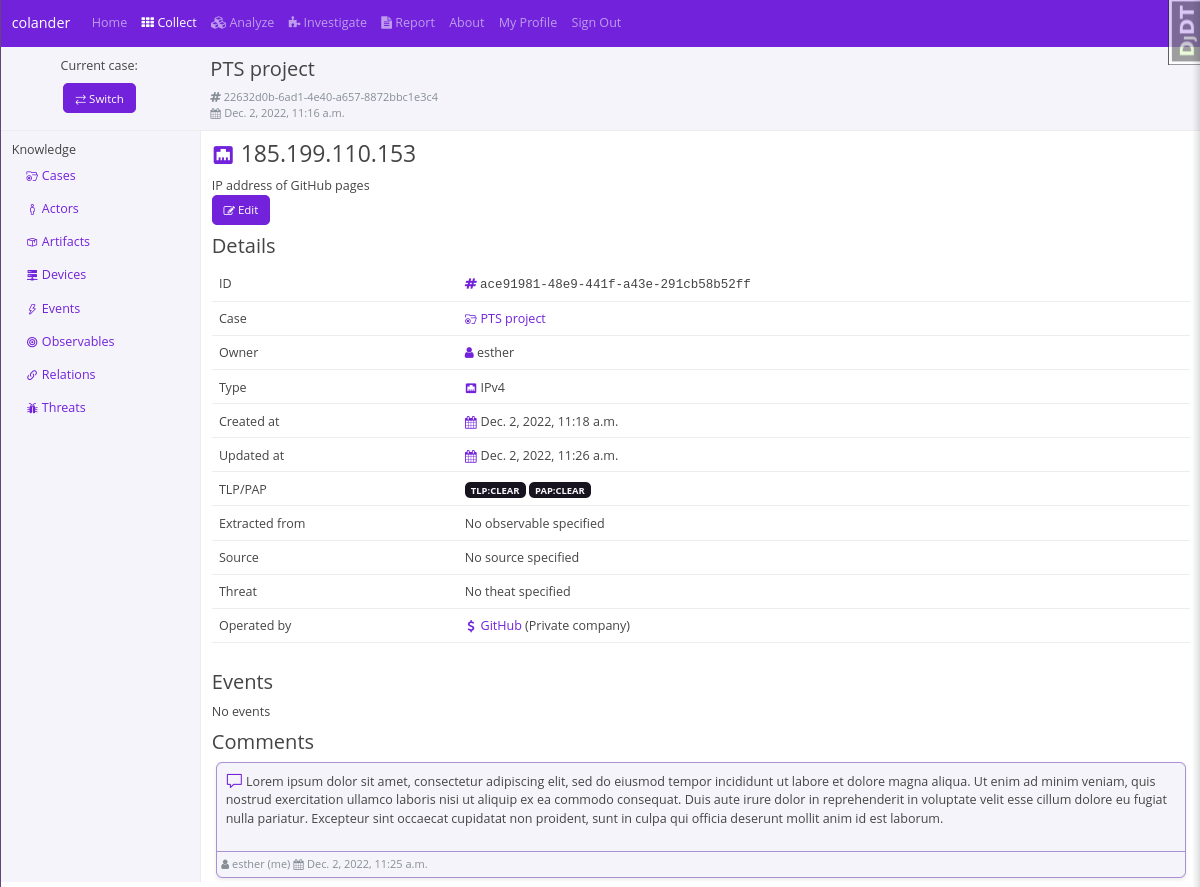 colander Home Collect Analyze Investigate Report About My Profile Sign Out
DjDT
Current case:
Switch
PTS project
22632d0b-6ad1-4e40-a657-8872bbc1e3c4
Dec. 2, 2022, 11:16 a.m.
Knowledge
Cases
Actors
Artifacts
Devices
Events
Observables
Relations
Threats
185.199.110.153
IP address of GitHub pages
Edit
Details
ID ace91981-48e9-441f-a43e-291cb58b52ff
Case PTS project
Owner esther
Type IPv4
Created at Dec. 2, 2022, 11:18 a.m.
Updated at Dec. 2, 2022, 11:26 a.m.
TLP/PAP TLP:CLEAR PAP:CLEAR
Extracted from No observable specified
Source No source specified
Threat No theat specified
Operated by GitHub (Private company)
Events
No events
Comments
Lorem ipsum dolor sit amet, consectetur adipiscing elit, sed do eiusmod tempor incididunt ut labore et dolore magna aliqua. Ut enim ad minim veniam, quis
nostrud exercitation ullamco laboris nisi ut aliquip ex ea commodo consequat. Duis aute irure dolor in reprehenderit in voluptate velit esse cillum dolore eu fugiat
nulla pariatur. Excepteur sint occaecat cupidatat non proident, sunt in culpa qui officia deserunt mollit anim id est laborum.
esther (me) Dec. 2, 2022, 11:25 a.m.